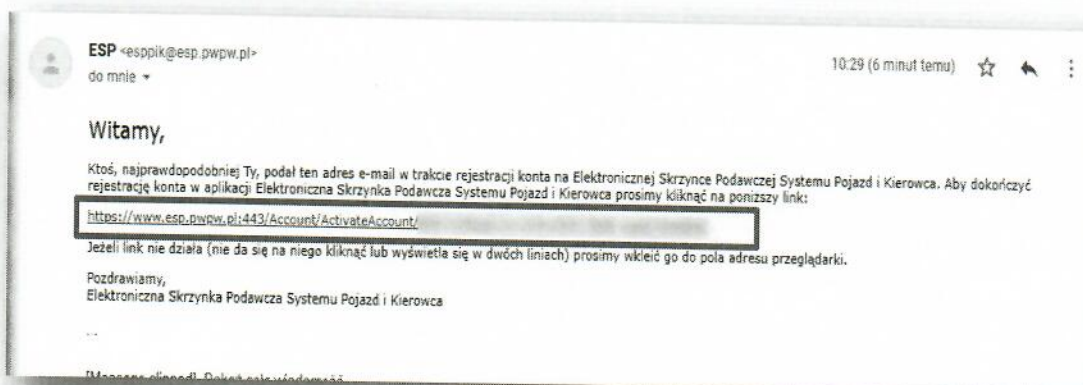 ESP <esppik@esp.pwpw.pl>
10:29 (6 minut temu)
do mnie
Witamy,
Ktoś, najprawdopodobniej Ty, podał ten adres e-mail w trakcie rejestracji konta na Elektronicznej Skrzynce Podawczej Systemu Pojazd i Kierowca. Aby dokończyć
rejestrację konta w aplikacji Elektroniczna Skrzynka Podawcza Systemu Pojazd i Kierowca prosimy kliknąć na poniższy link:
https://www.esp.pwpw.pl:443/Account/ActivateAccount/
Jeżeli link nie działa (nie da się na niego kliknąć lub wyświetla się w dwóch liniach) prosimy wkleić go do pola adresu przeglądarki.
Pozdrawiamy,
Elektroniczna Skrzynka Podawcza Systemu Pojazd i Kierowca
...